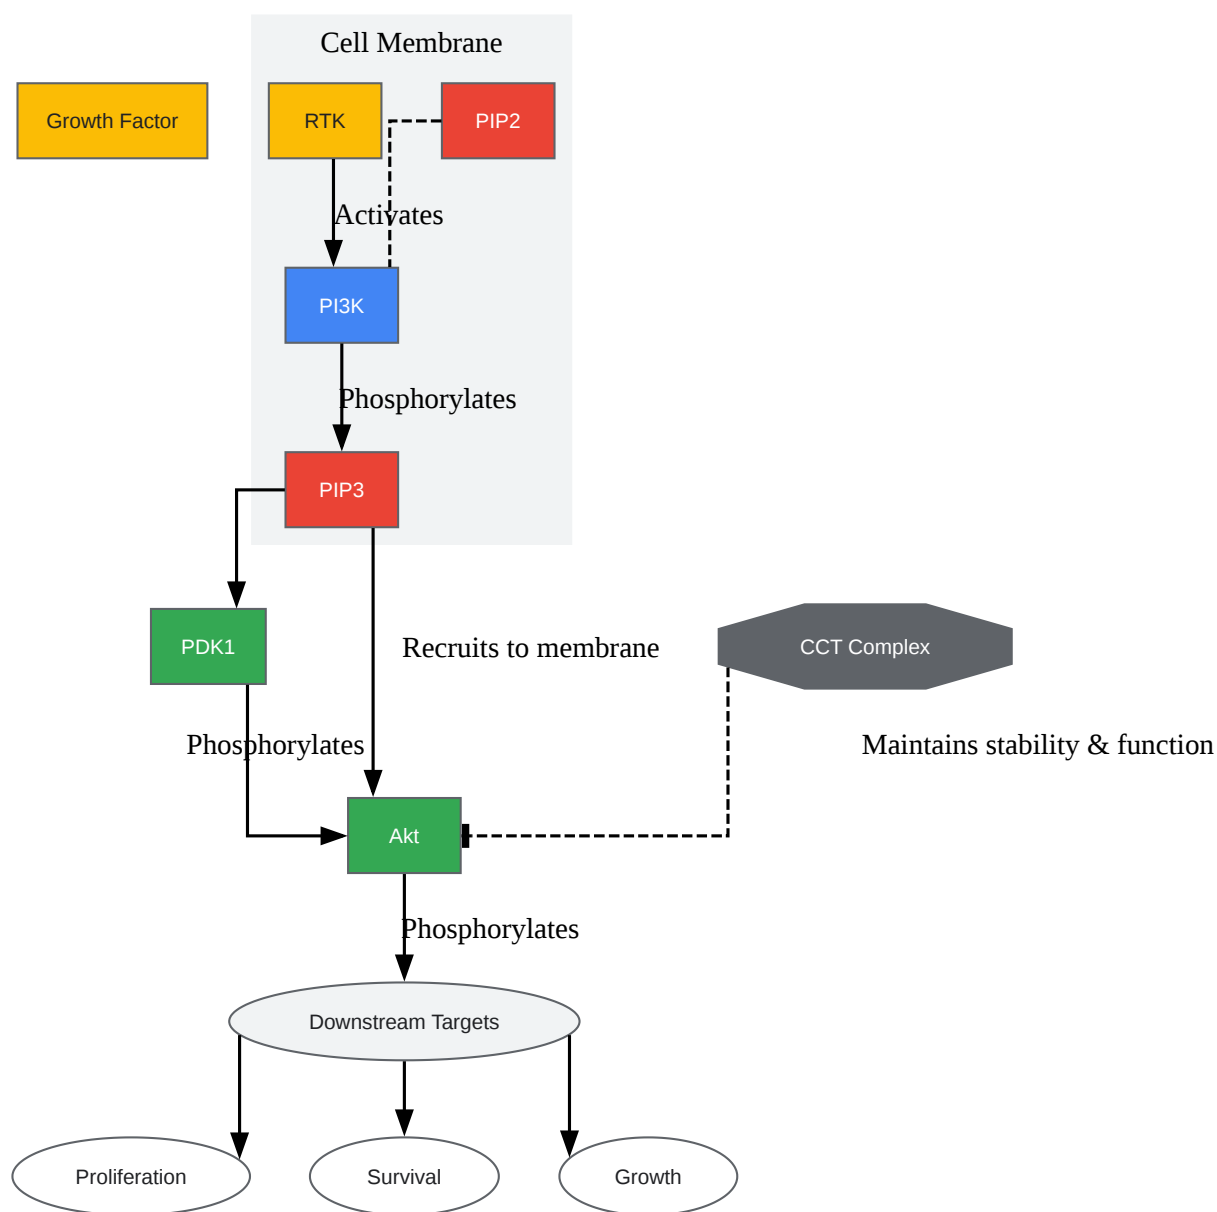 Cell Membrane
Growth Factor
RTK
PIP2
Activates
PI3K
Phosphorylates
PIP3
PDK1
Recruits to membrane
CCT Complex
Phosphorylates
Maintains stability & function
Akt
Phosphorylates
Downstream Targets
Proliferation
Survival
Growth